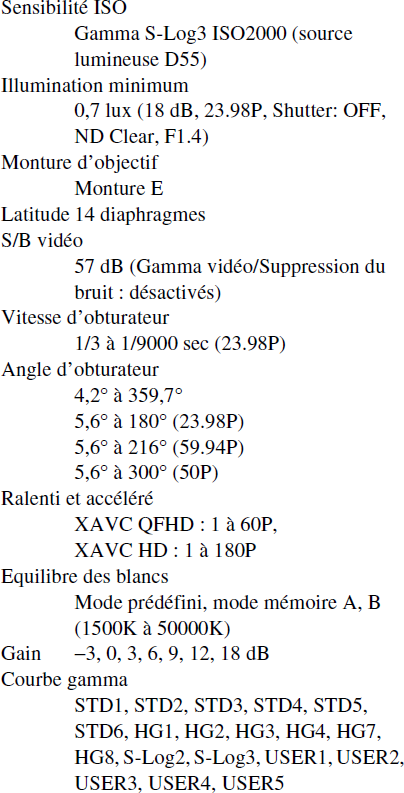 Sensibilité ISO
Gamma S-Log3 ISO2000 (source
lumineuse D55)
Illumination minimum
0,7 lux (18 dB, 23.98P, Shutter: OFF,
ND Clear, F1.4)
Monture d’objectif
Monture E
Latitude 14 diaphragmes
S/B vidéo
57 dB (Gamma vidéo/Suppression du
bruit : désactivés)
Vitesse d’obturateur
1/3 à 1/9000 sec (23.98P)
Angle d’obturateur
4,2° à 359,7°
5,6° à 180° (23.98P)
5,6° à 216° (59.94P)
5,6° à 300° (50P)
Ralenti et accéléré
XAVC QFHD : 1 à 60P,
XAVC HD : 1 à 180P
Equilibre des blancs
Mode prédéfini, mode mémoire A, B
(1500K à 50000K)
Gain −3, 0, 3, 6, 9, 12, 18 dB
Courbe gamma
STD1, STD2, STD3, STD4, STD5,
STD6, HG1, HG2, HG3, HG4, HG7,
HG8, S-Log2, S-Log3, USER1, USER2,
USER3, USER4, USER5